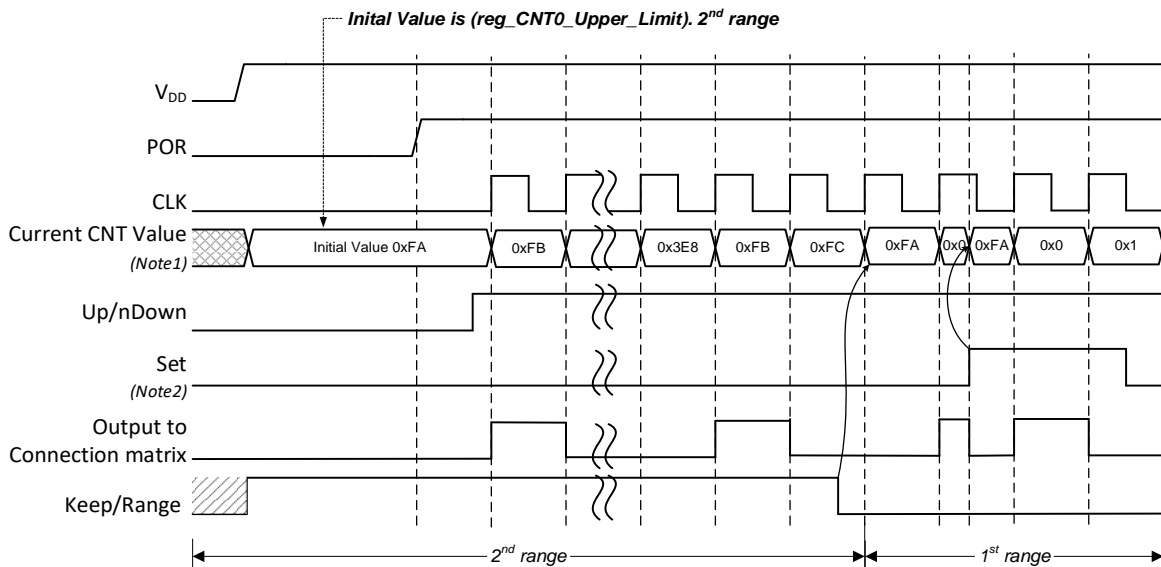 Inital Value is (reg_CNT0_Upper_Limit). 2nd range
VDD
POR
CLK
Current CNT Value
(Note1)
Initial Value 0xFA
0xFB
0x3E8
0xFB
0xFC
0xFA
0x0
0xFA
0x0
0x1
Up/nDown
Set
(Note2)
Output to
Connection matrix
Keep/Range
2nd range
1st range